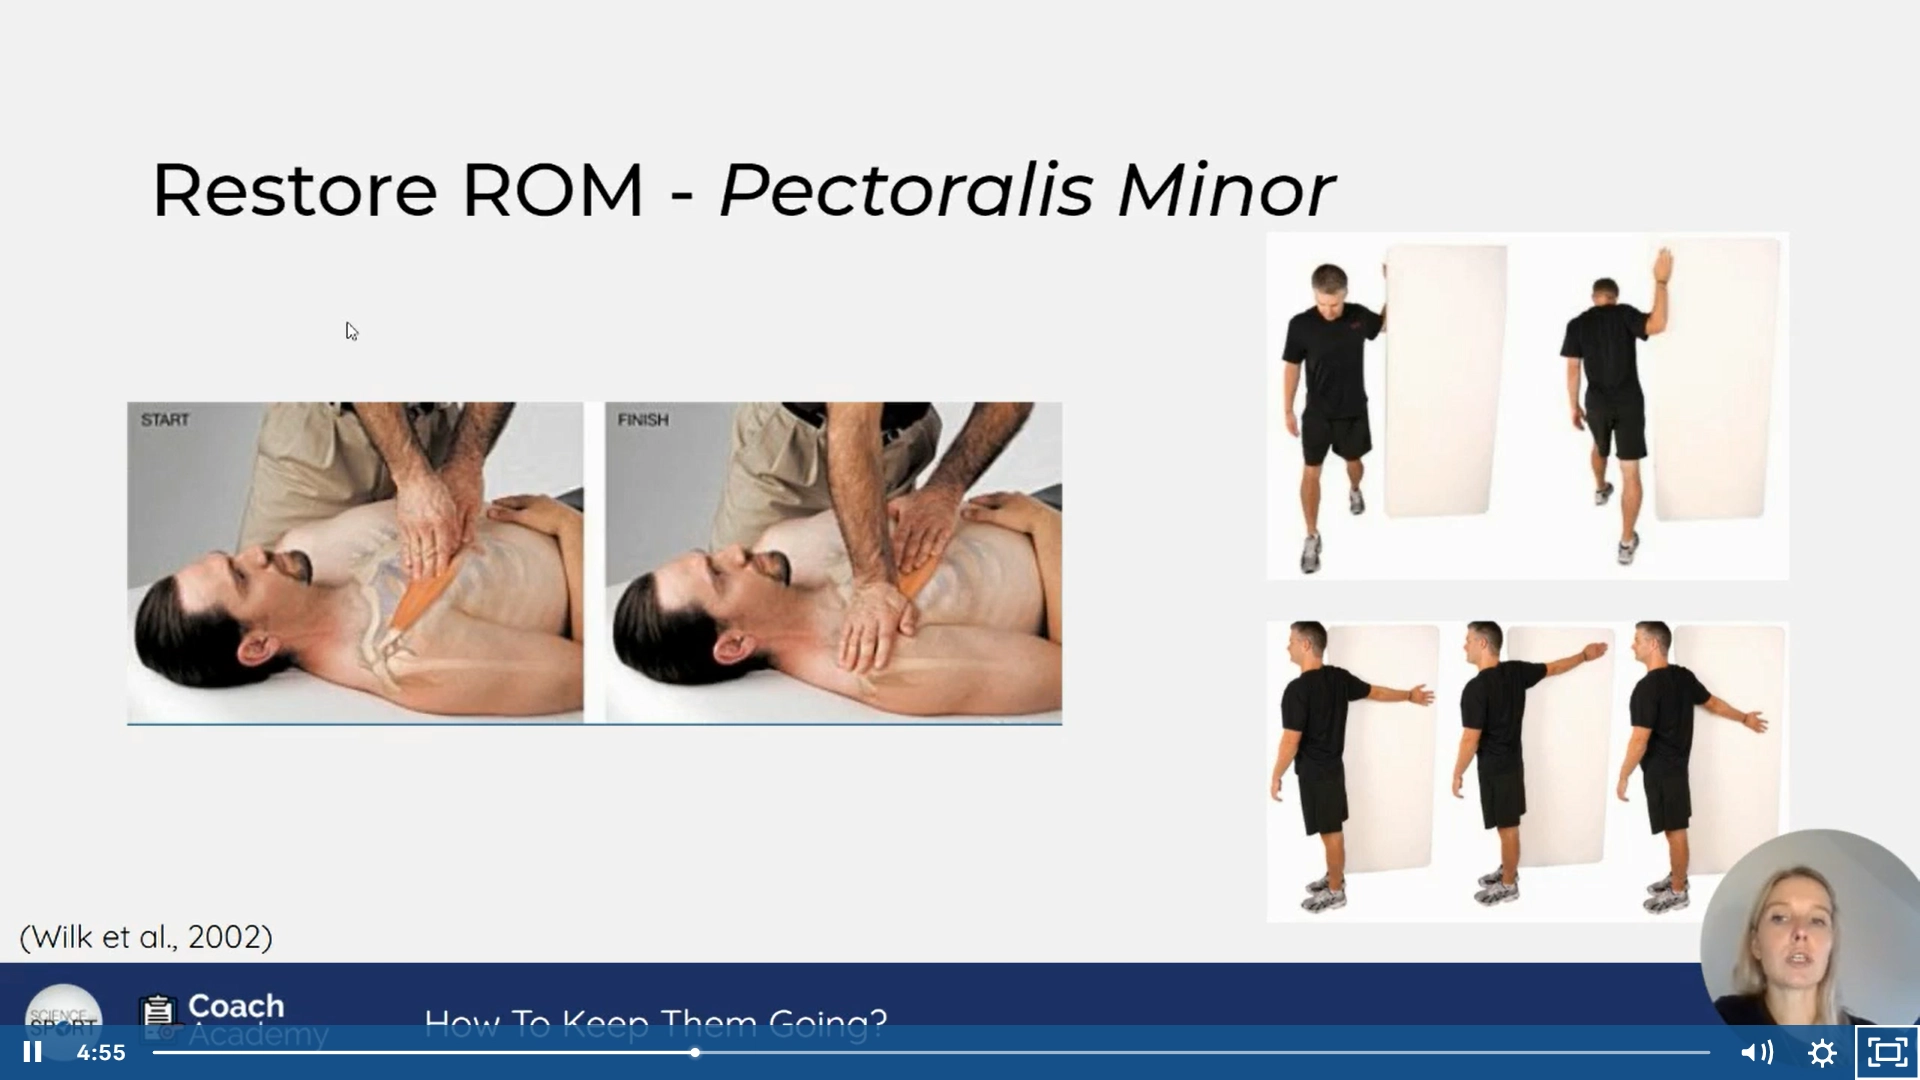 Restore ROM - Pectoralis Minor
START
FINISH
(Wilk et al., 2002)
SCIENCE
SPORT
Coach
Academy
How To Keep Them Going?
4:55